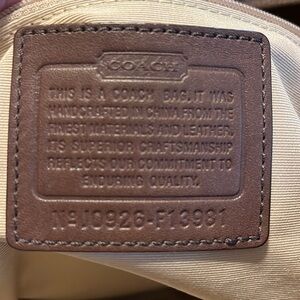 COACH
THIS IS A COACH BAG. IT WAS
HANDCRAFTED IN CHINA FROM THE
FINEST MATERIALS AND LEATHER.
ITS SUPERIOR CRAFTSMANSHIP
REFLECTS OUR COMMITMENT TO
ENDURING QUALITY.
Nº J0926-F13981